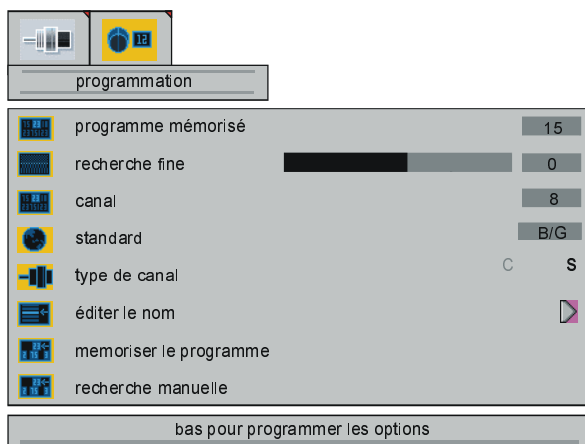 12
programmation
programme mémorisé 15
recherche fine 0
canal 8
standard B/G
type de canal C S
éditer le nom
memoriser le programme
recherche manuelle
bas pour programmer les options